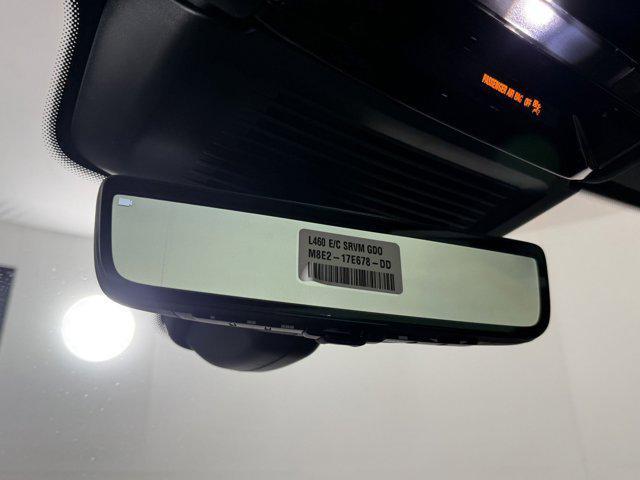 PASSENGER AIR BAG OFF
L460 E/C SRVM GDO
M8E2-17E678-DD